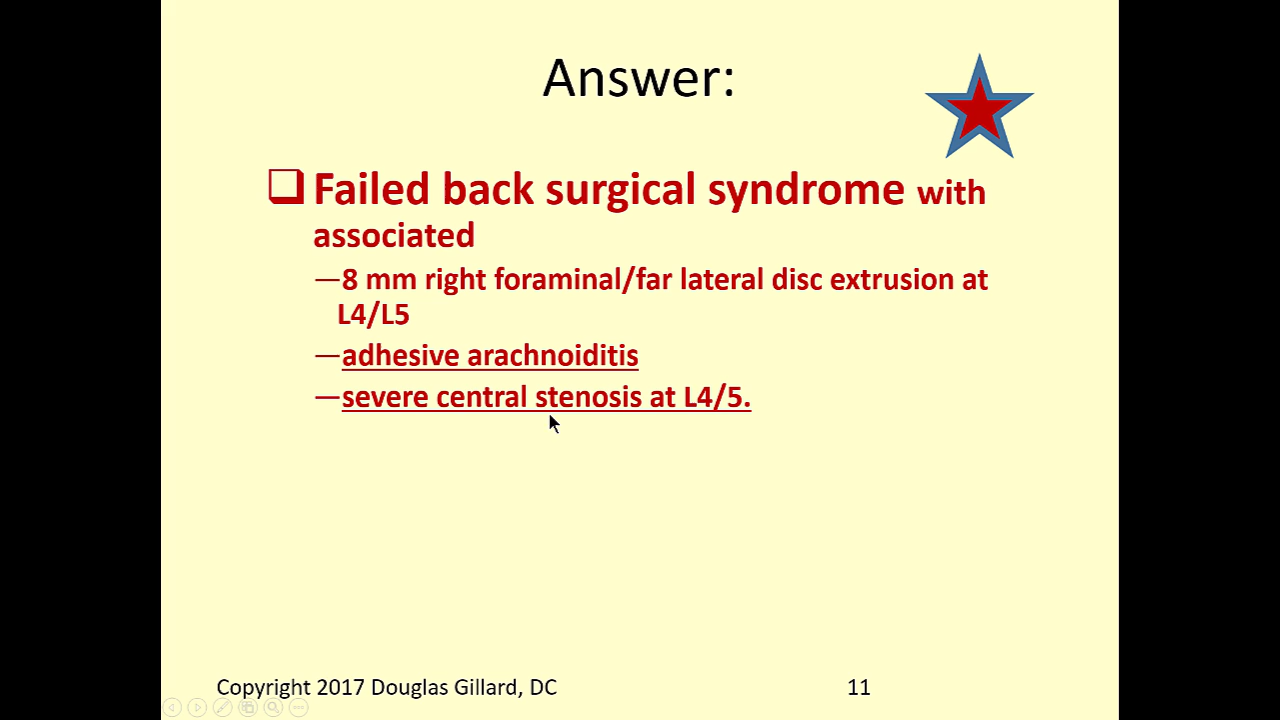 Answer:
❑Failed back surgical syndrome with
associated
—8 mm right foraminal/far lateral disc extrusion at
L4/L5
—adhesive arachnoiditis
—severe central stenosis at L4/5.
Copyright 2017 Douglas Gillard, DC
11